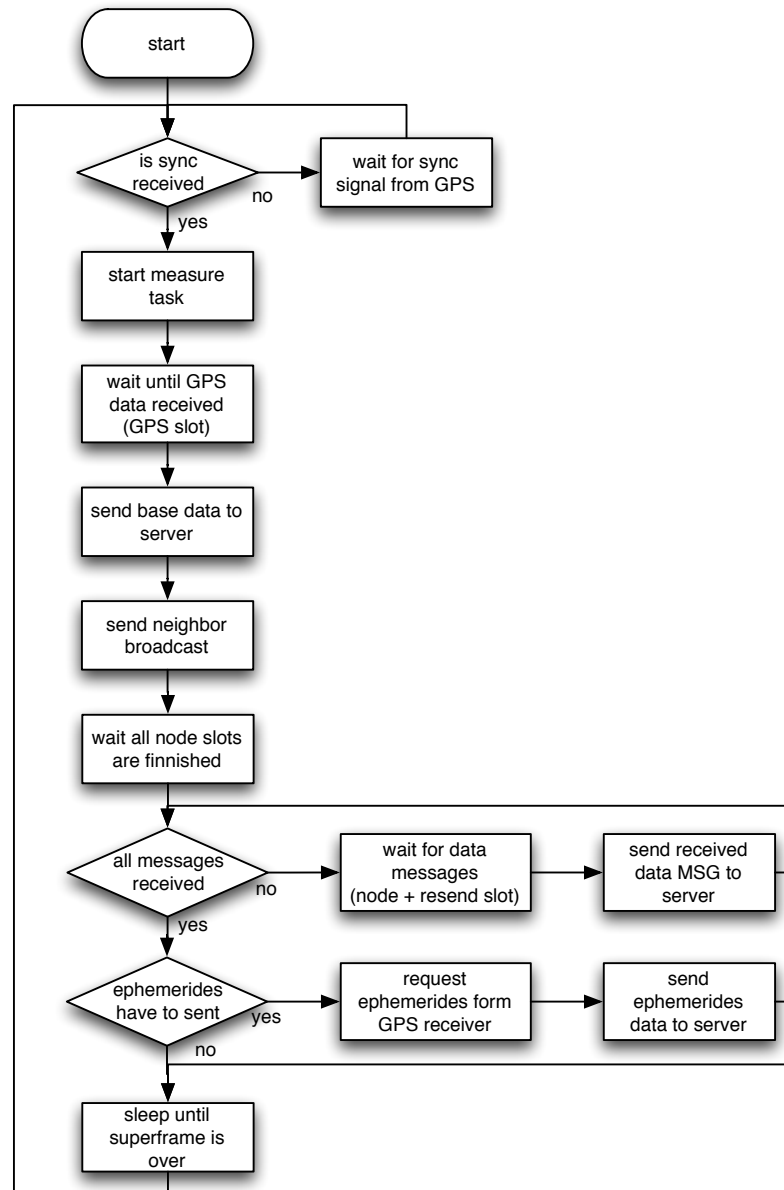 start
is sync
received
no
yes
wait for sync
signal from GPS
start measure
task
wait until GPS
data received
(GPS slot)
send base data to
server
send neighbor
broadcast
wait all node slots
are finnished
all messages
received
no
yes
wait for data
messages
(node + resend slot)
send received
data MSG to
server
ephemerides
have to sent
yes
no
request
ephemerides form
GPS receiver
send
ephemerides
data to server
sleep until
superframe is
over